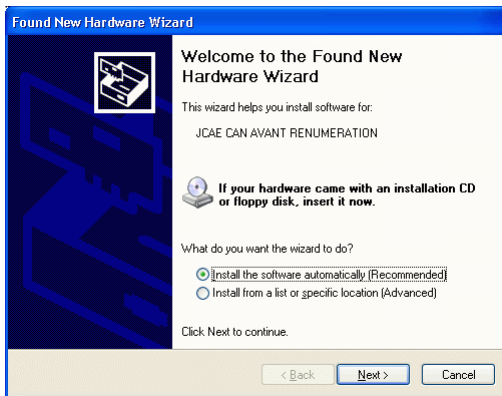 Found New Hardware Wizard
Welcome to the Found New
Hardware Wizard
This wizard helps you install software for:
JCAE CAN AVANT RENUMERATION
If your hardware came with an installation CD
or floppy disk, insert it now.
What do you want the wizard to do?
Install the software automatically (Recommended)
Install from a list or specific location (Advanced)
Click Next to continue.
< Back
Next >
Cancel